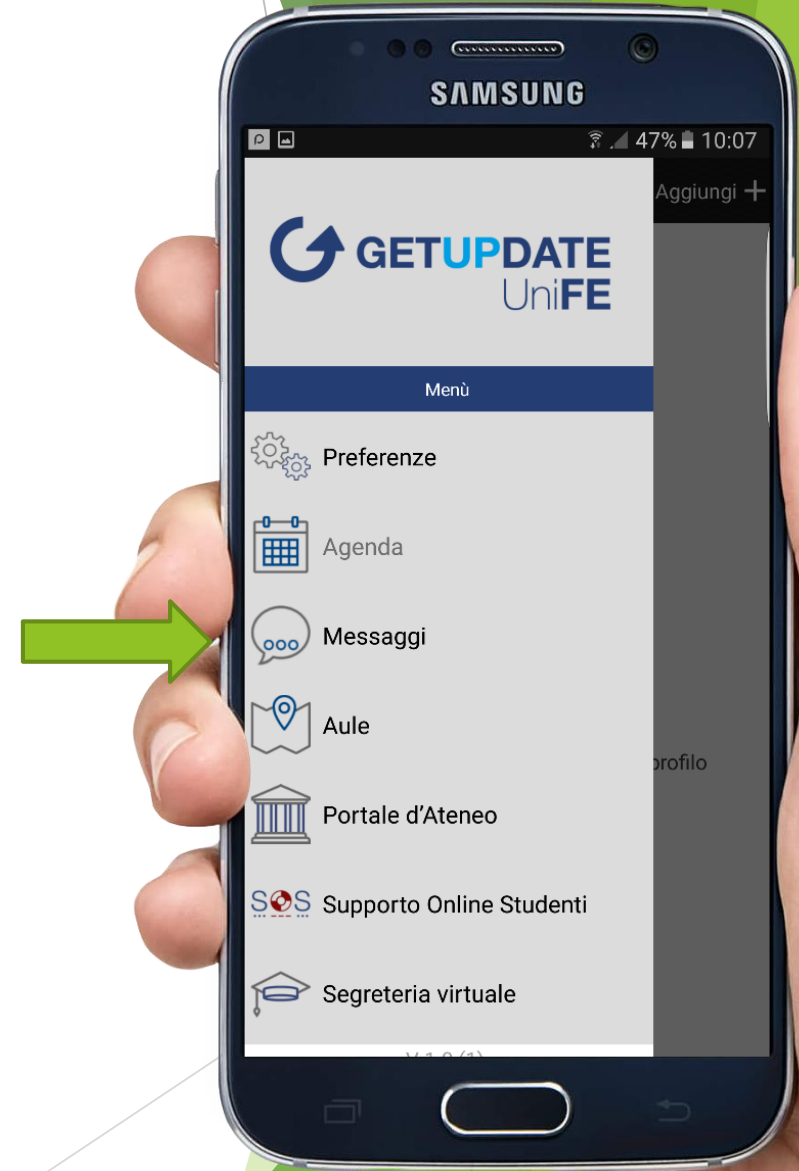 SAMSUNG
47% 10:07
Aggiungi +
GETUPDATE
UniFE
Menù
Preferenze
Agenda
Messaggi
Aule
profilo
Portale d'Ateneo
SOS Supporto Online Studenti
Segreteria virtuale